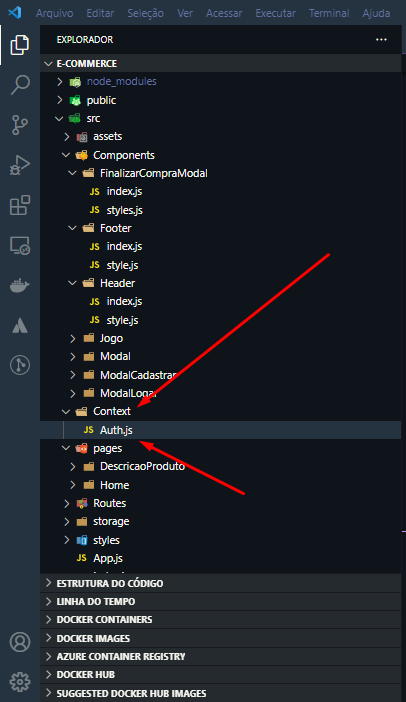 Arquivo Editar Seleção Ver Acessar Executar Terminal Ajuda
EXPLORADOR
E-COMMERCE
node_modules
public
src
assets
Components
FinalizarCompraModal
JS index.js
JS styles.js
Footer
JS index.js
JS style.js
Header
JS index.js
JS style.js
Jogo
Modal
ModalCadastrar
ModalLogar
Context
JS Auth.js
pages
DescricaoProduto
Home
Routes
storage
styles
JS App.js
ESTRUTURA DO CÓDIGO
LINHA DO TEMPO
DOCKER CONTAINERS
DOCKER IMAGES
AZURE CONTAINER REGISTRY
DOCKER HUB
SUGGESTED DOCKER HUB IMAGES